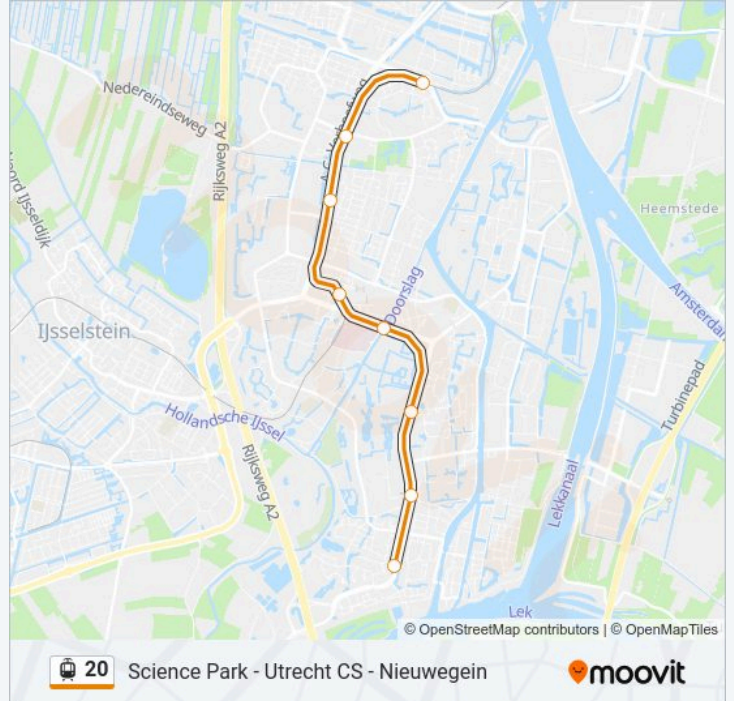 Nedereindseweg
Rijksweg A2
A.C. Verhoefweg
Noord IJsseldijk
Heemstede
Doorslag
Amsterdam
IJsselstein
Turbinepad
Hollandsche IJssel
Rijksweg A2
Lekkanaal
Lek
© OpenStreetMap contributors | © OpenMapTiles
20 Science Park - Utrecht CS - Nieuwegein
moovit